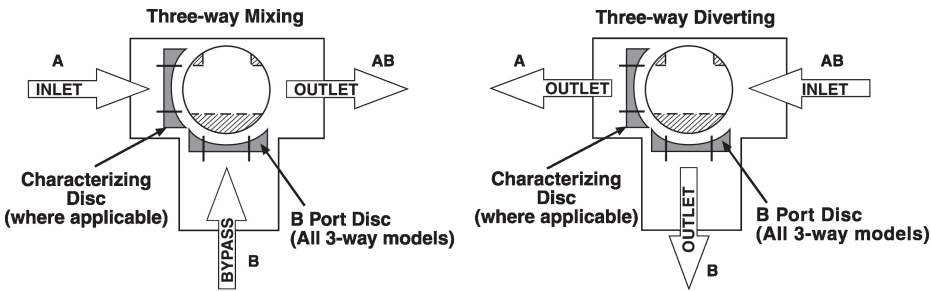 Three-way Mixing
A
INLET
AB
OUTLET
Characterizing
Disc
(where applicable)
B Port Disc
(All 3-way models)
BYPASS
B
Three-way Diverting
A
OUTLET
AB
INLET
Characterizing
Disc
(where applicable)
B Port Disc
(All 3-way models)
OUTLET
B